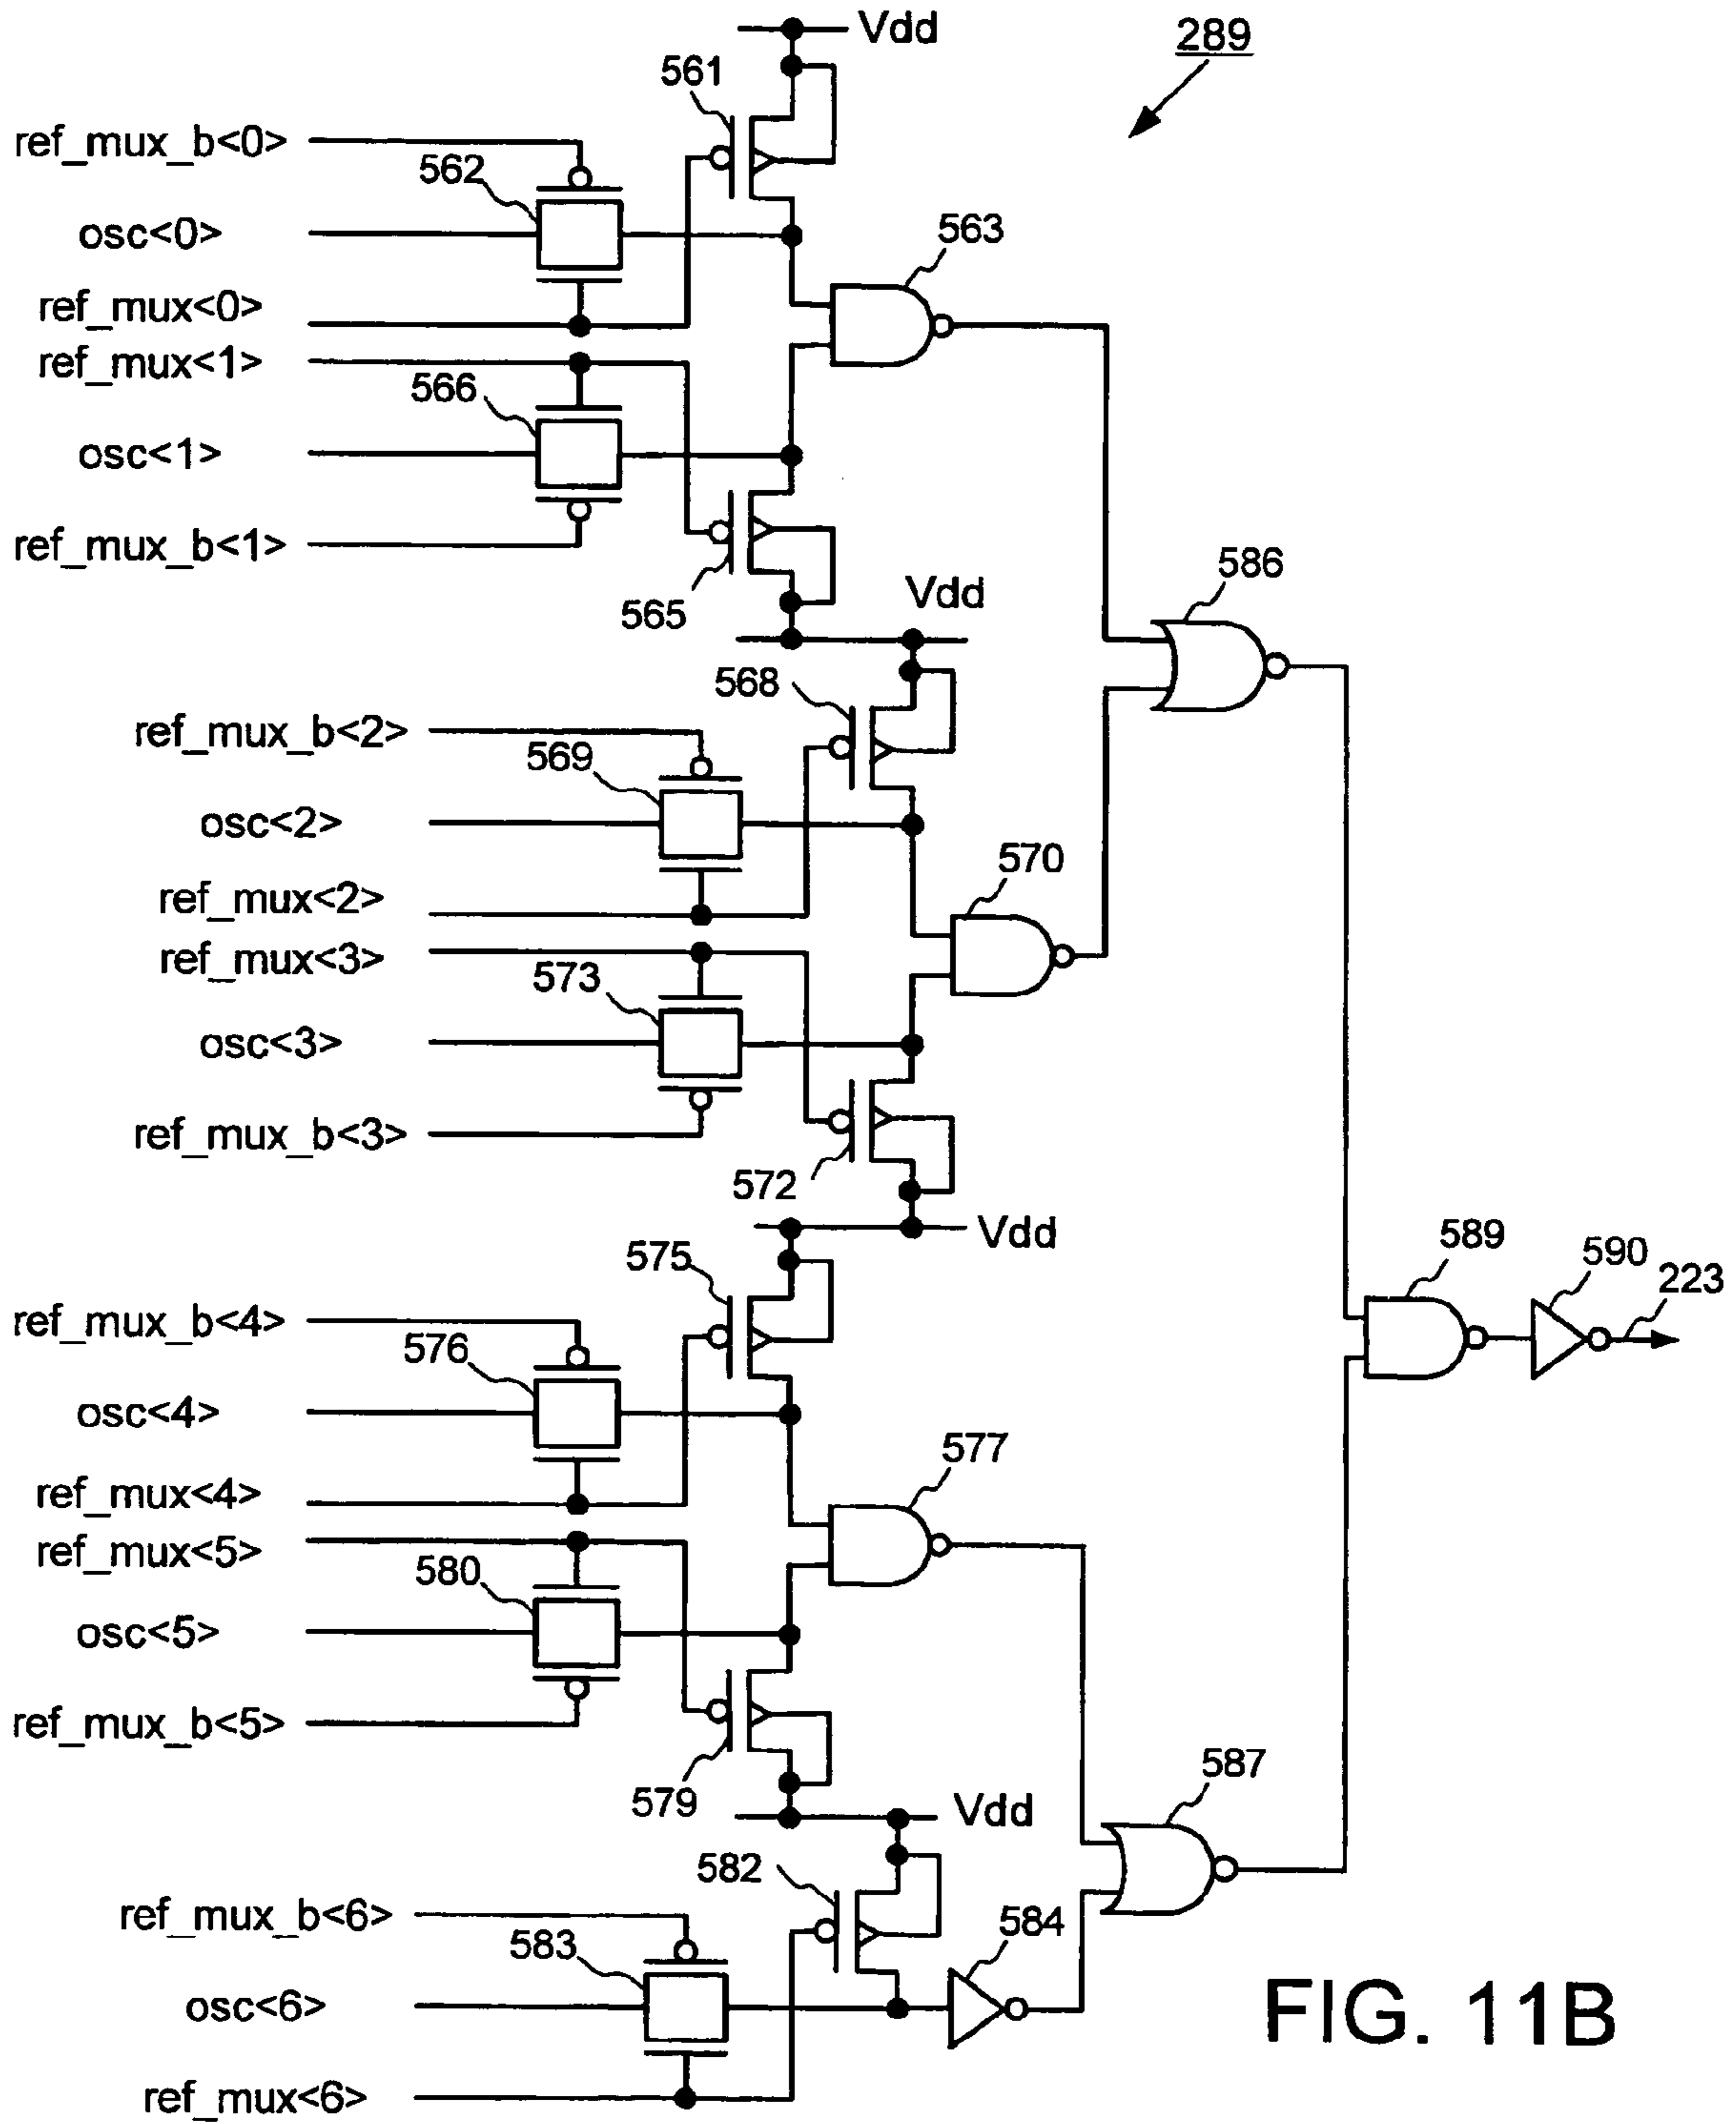 Vdd
289
561
ref_mux_b<0>
562
osc<0>
563
ref_mux<0>
ref_mux<1>
566
osc<1>
ref_mux_b<1>
565
586
Vdd
568
ref_mux_b<2>
569
osc<2>
570
ref_mux<2>
ref_mux<3>
573
osc<3>
ref_mux_b<3>
572
Vdd
575
589
590
223
ref_mux_b<4>
576
osc<4>
577
ref_mux<4>
ref_mux<5>
580
osc<5>
ref_mux_b<5>
579
587
Vdd
582
ref_mux_b<6>
583
584
osc<6>
ref_mux<6>
FIG. 11B